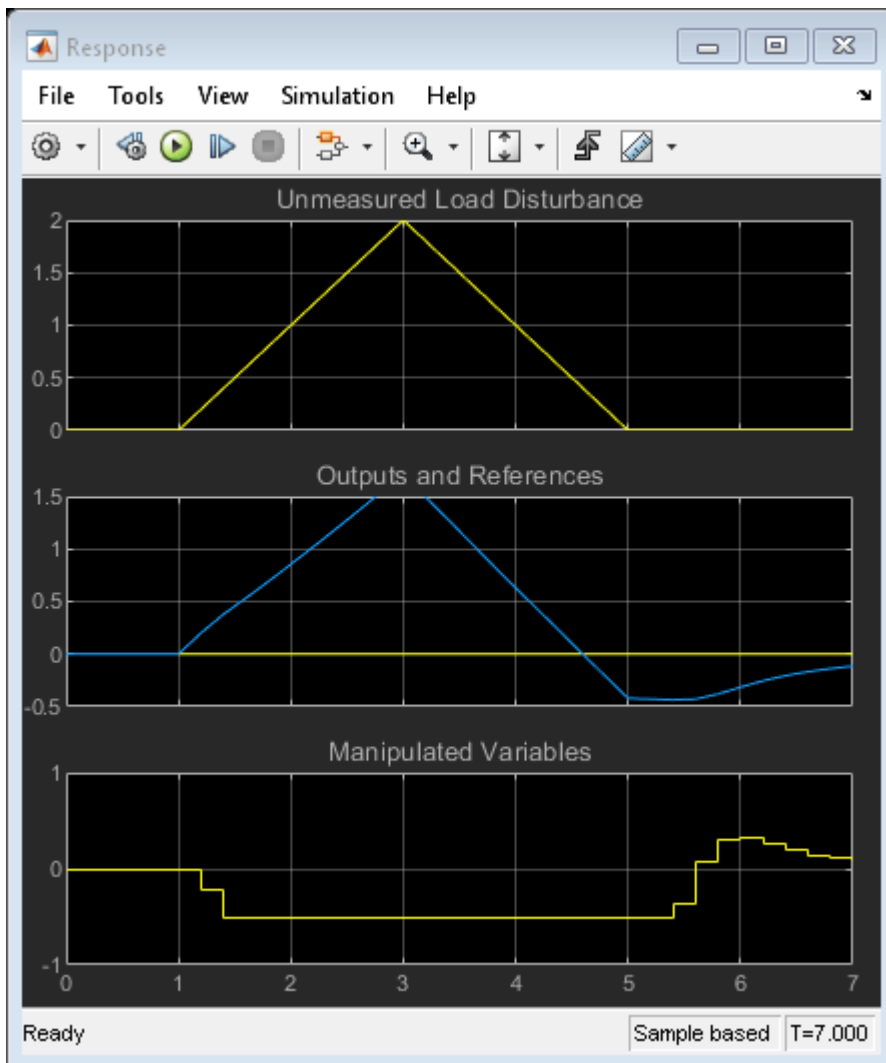 Response
File Tools View Simulation Help
Unmeasured Load Disturbance
2
1.5
1
0.5
0
Outputs and References
1.5
1
0.5
0
-0.5
Manipulated Variables
1
0
-1
0 1 2 3 4 5 6 7
Ready Sample based T=7.000